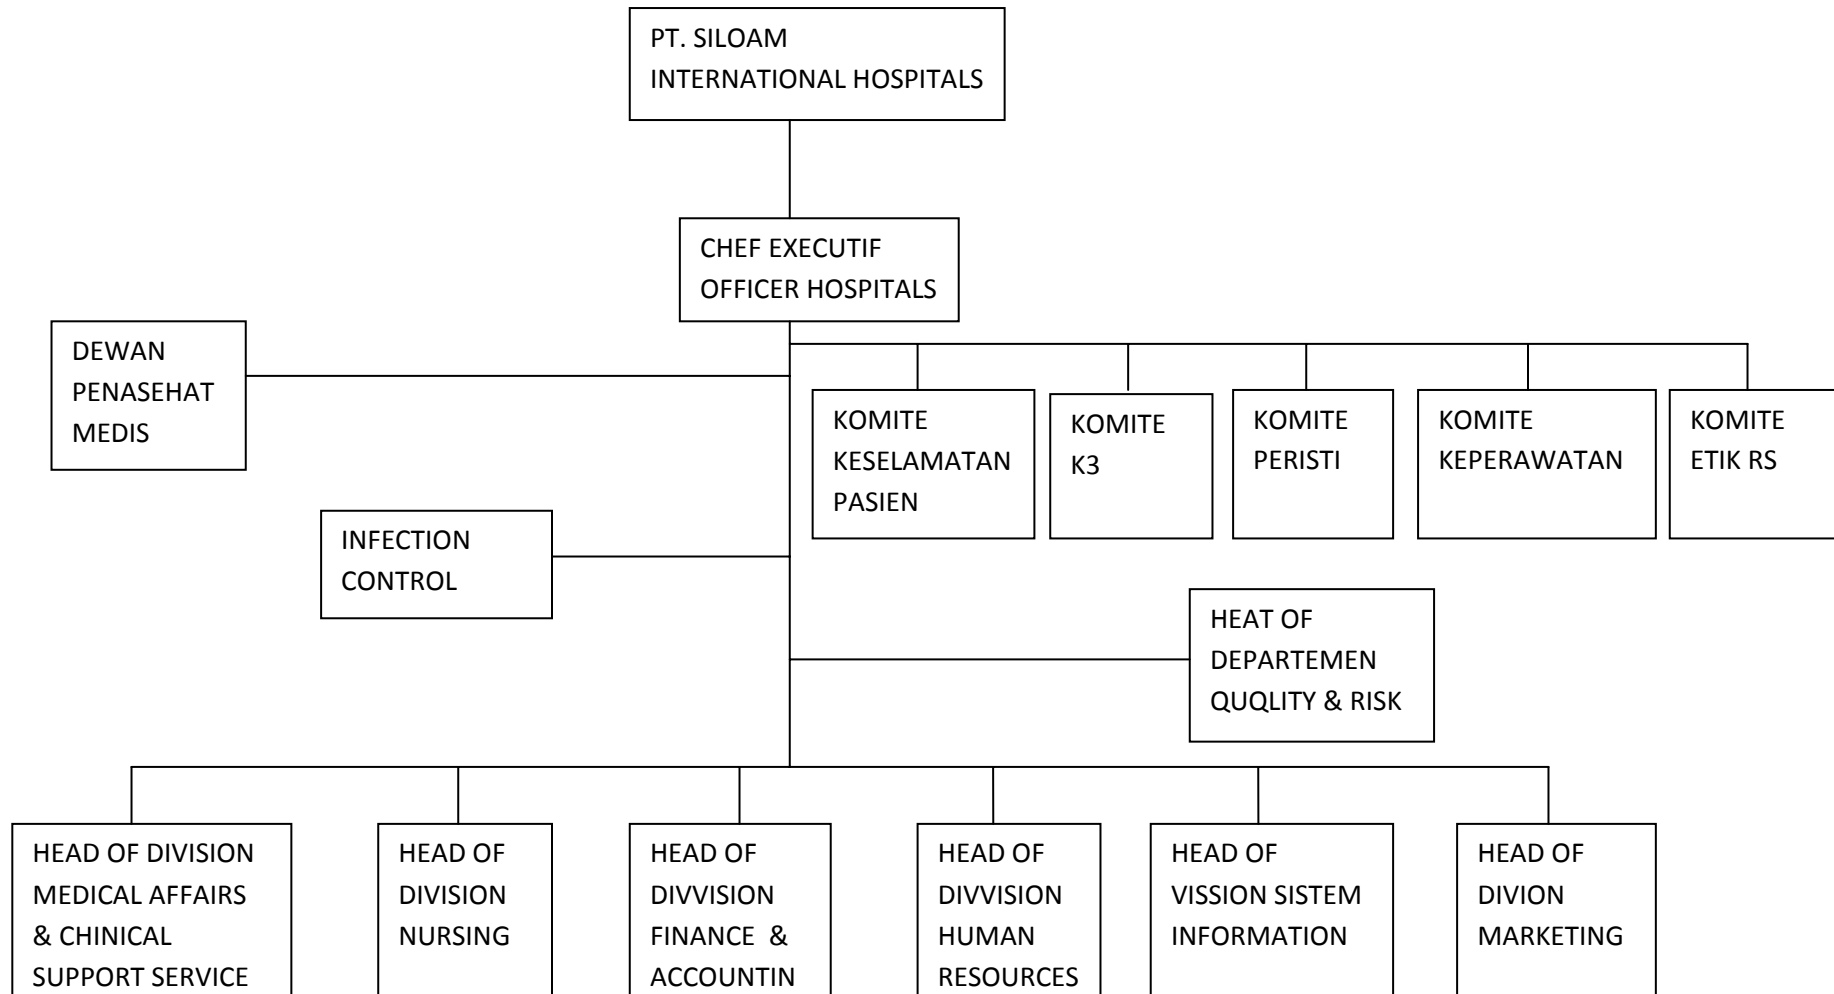 PT. SILOAM
INTERNATIONAL HOSPITALS
CHEF EXECUTIF
OFFICER HOSPITALS
DEWAN
PENASEHAT
MEDIS
KOMITE
KESELAMATAN
PASIEN
KOMITE
K3
KOMITE
PERISTI
KOMITE
KEPERAWATAN
KOMITE
ETIK RS
INFECTION
CONTROL
HEAT OF
DEPARTEMEN
QUQLITY & RISK
HEAD OF DIVISION
MEDICAL AFFAIRS
& CHINICAL
SUPPORT SERVICE
HEAD OF
DIVISION
NURSING
HEAD OF
DIVVISION
FINANCE &
ACCOUNTIN
HEAD OF
DIVVISION
HUMAN
RESOURCES
HEAD OF
VISSION SISTEM
INFORMATION
HEAD OF
DIVION
MARKETING